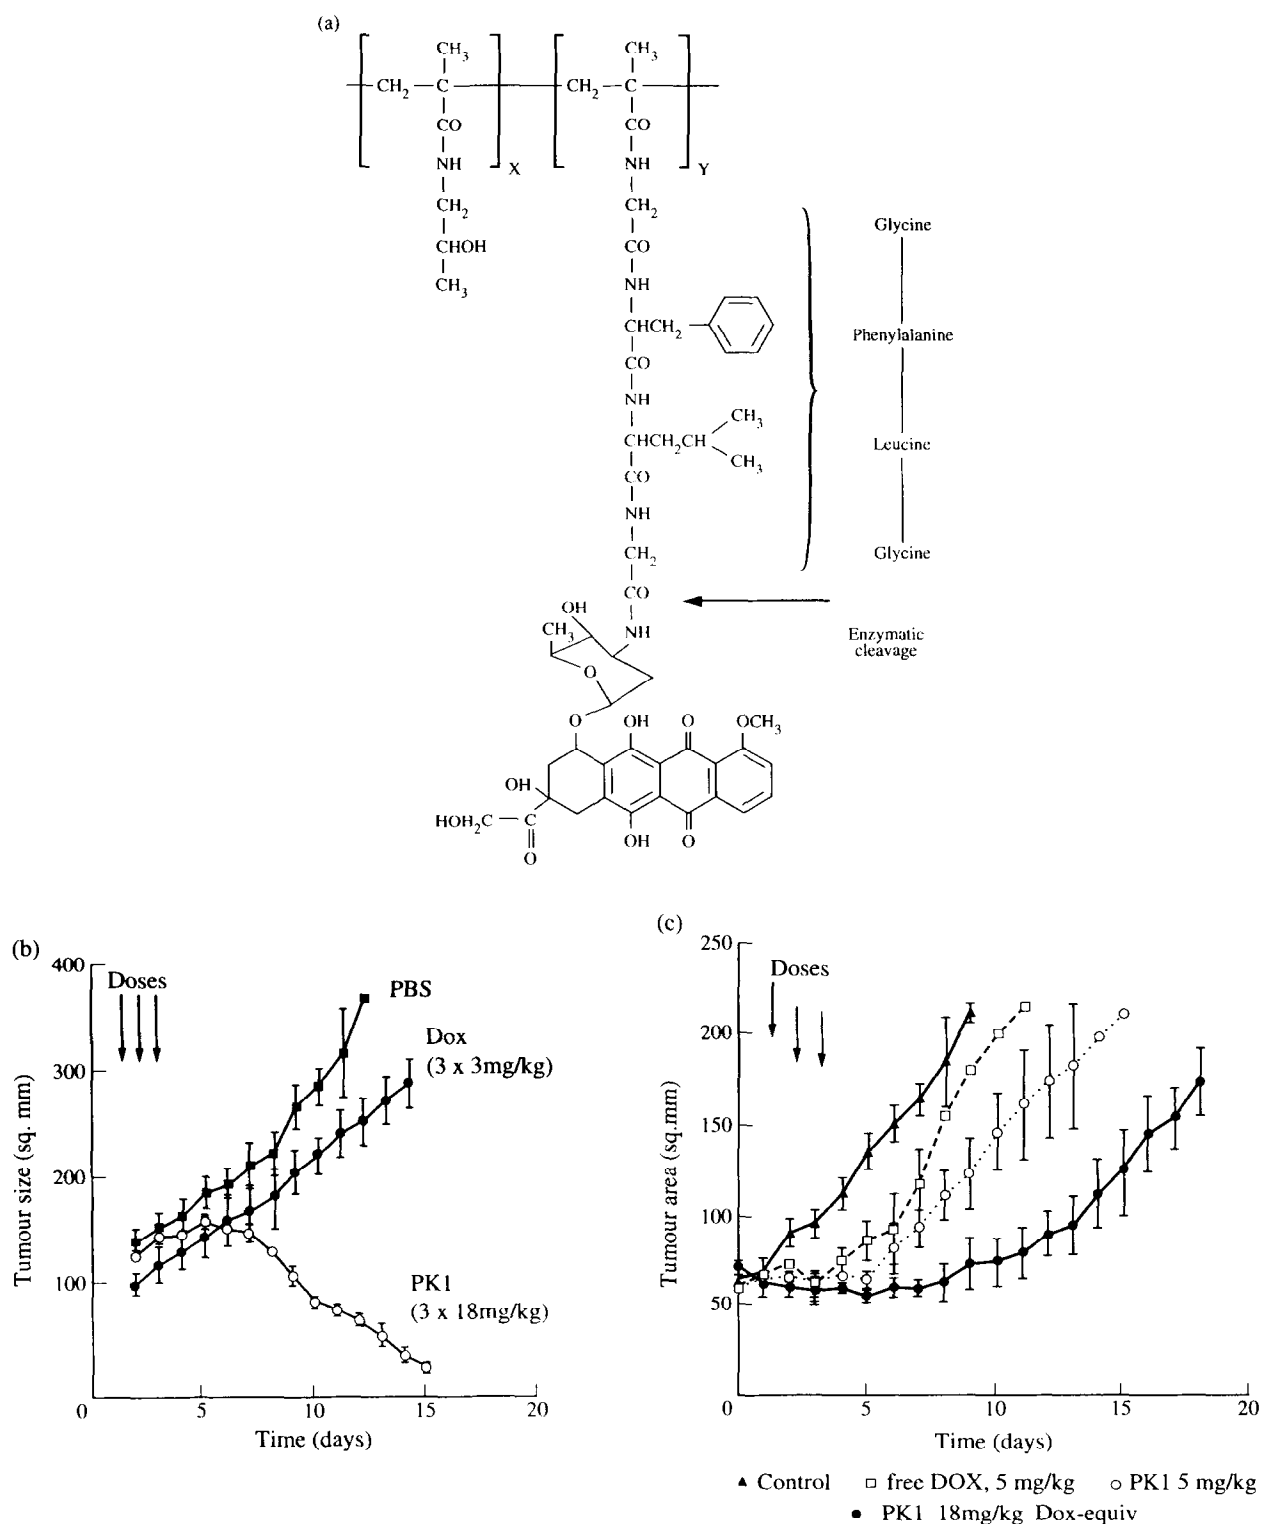 (a)
CH3 CH3
CH2 C CH2 C
CO CO
NH X NH Y
CH2 CH2
CHOH CO
CH3 NH
CHCH2
CO
NH
CHCH2CH CH3
CH3
CO
NH
CH2
CO
NH
Glycine
Phenylalanine
Leucine
Glycine
Enzymatic
cleavage
OH
CH3
O
O OH O OCH3
OH
HOH2C C
O OH O
(b)
Doses
PBS
Dox
(3 x 3mg/kg)
PK1
(3 x 18mg/kg)
400
300
200
100
Tumour size (sq. mm)
0 5 10 15 20
Time (days)
(c)
Doses
250
200
150
100
50
Tumour area (sq.mm)
0 5 10 15 20
Time (days)
▲ Control □ free DOX, 5 mg/kg ○ PK1 5 mg/kg
● PK1 18mg/kg Dox-equiv